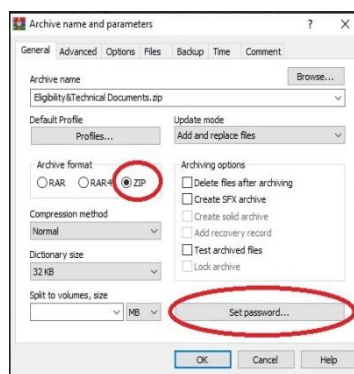 Archive name and parameters ? X
General Advanced Options Files Backup Time Comment
Archive name
Browse...
Eligibility&Technical Documents.zip
Default Profile
Profiles...
Update mode
Add and replace files
Archive format
RAR RAR4 ZIP
Compression method
Normal
Dictionary size
32 KB
Split to volumes, size
MB
Archiving options
Delete files after archiving
Create SFX archive
Create solid archive
Add recovery record
Test archived files
Lock archive
Set password...
OK Cancel Help